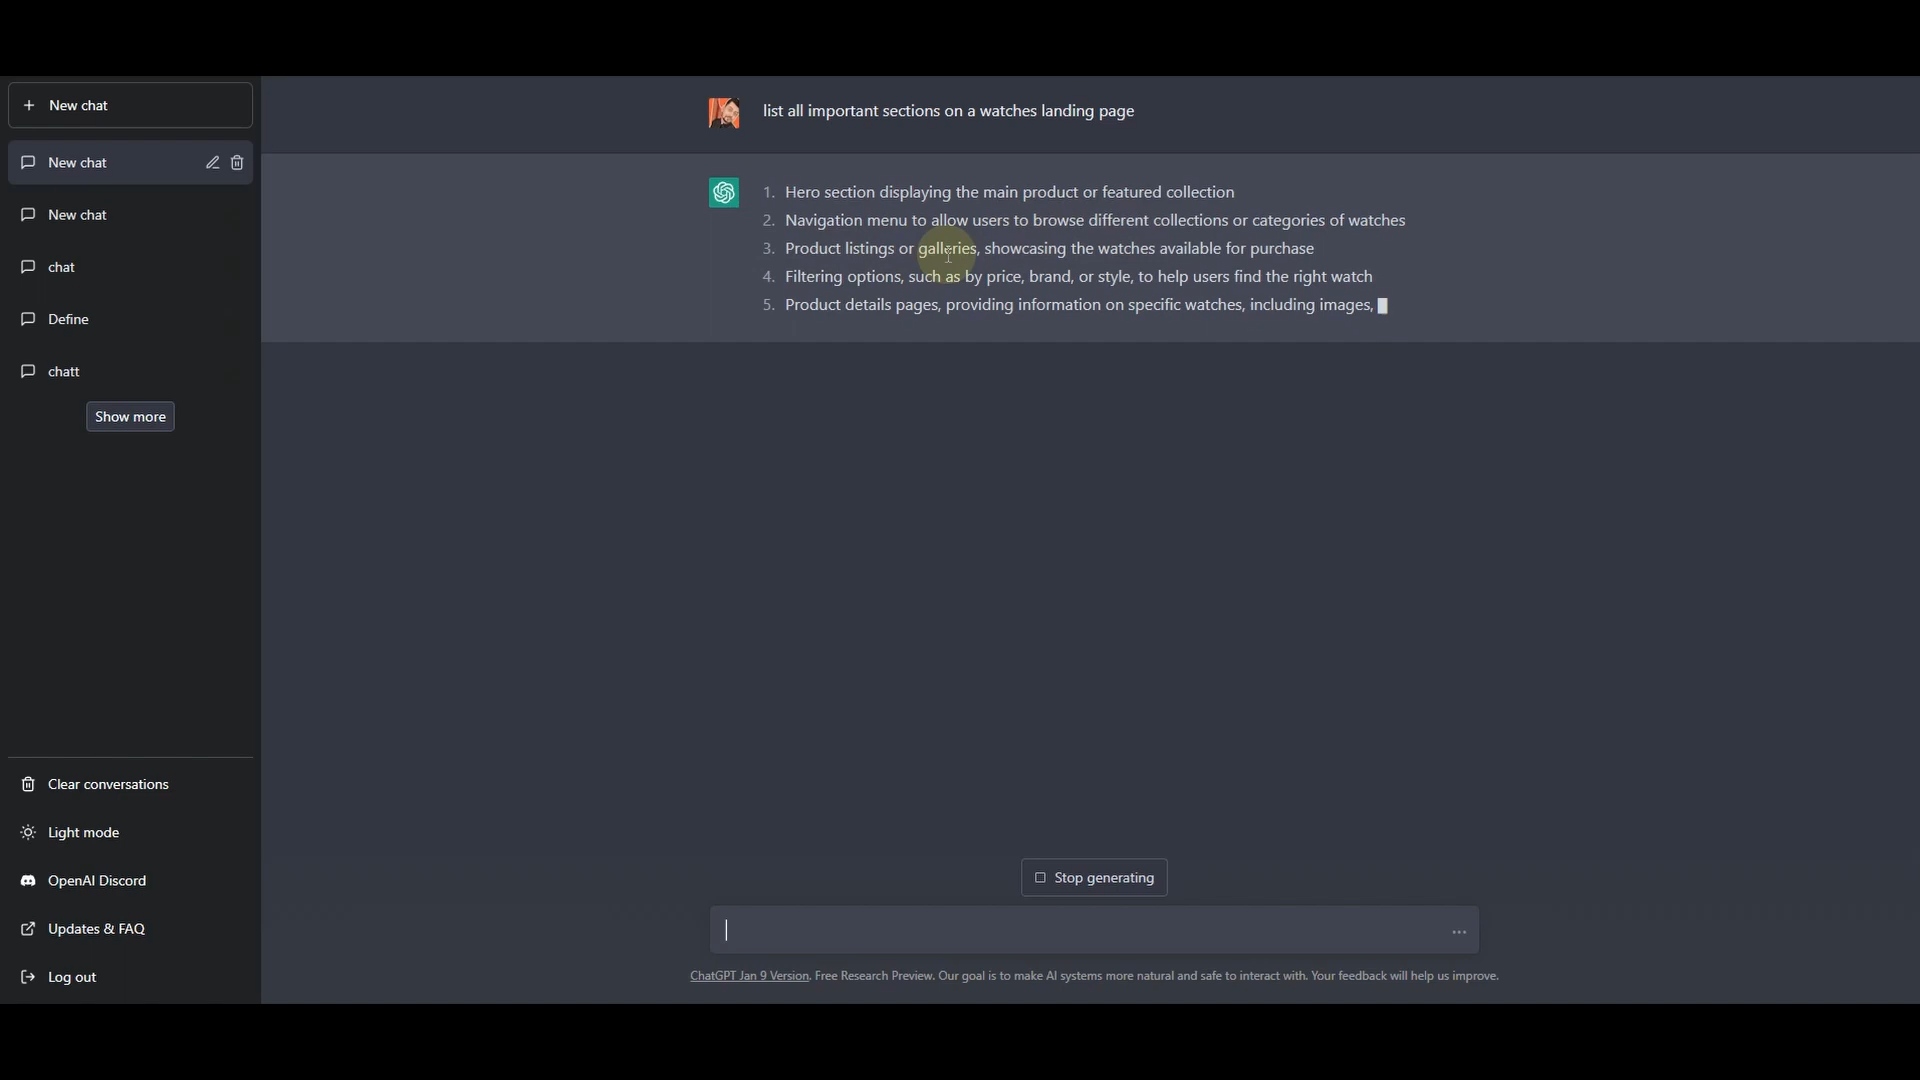 New chat
New chat
New chat
chat
Define
chatt
Show more
Clear conversations
Light mode
OpenAI Discord
Updates & FAQ
Log out
list all important sections on a watches landing page
1. Hero section displaying the main product or featured collection
2. Navigation menu to allow users to browse different collections or categories of watches
3. Product listings or galleries, showcasing the watches available for purchase
4. Filtering options, such as by price, brand, or style, to help users find the right watch
5. Product details pages, providing information on specific watches, including images,
Stop generating
ChatGPT Jan 9 Version. Free Research Preview. Our goal is to make AI systems more natural and safe to interact with. Your feedback will help us improve.